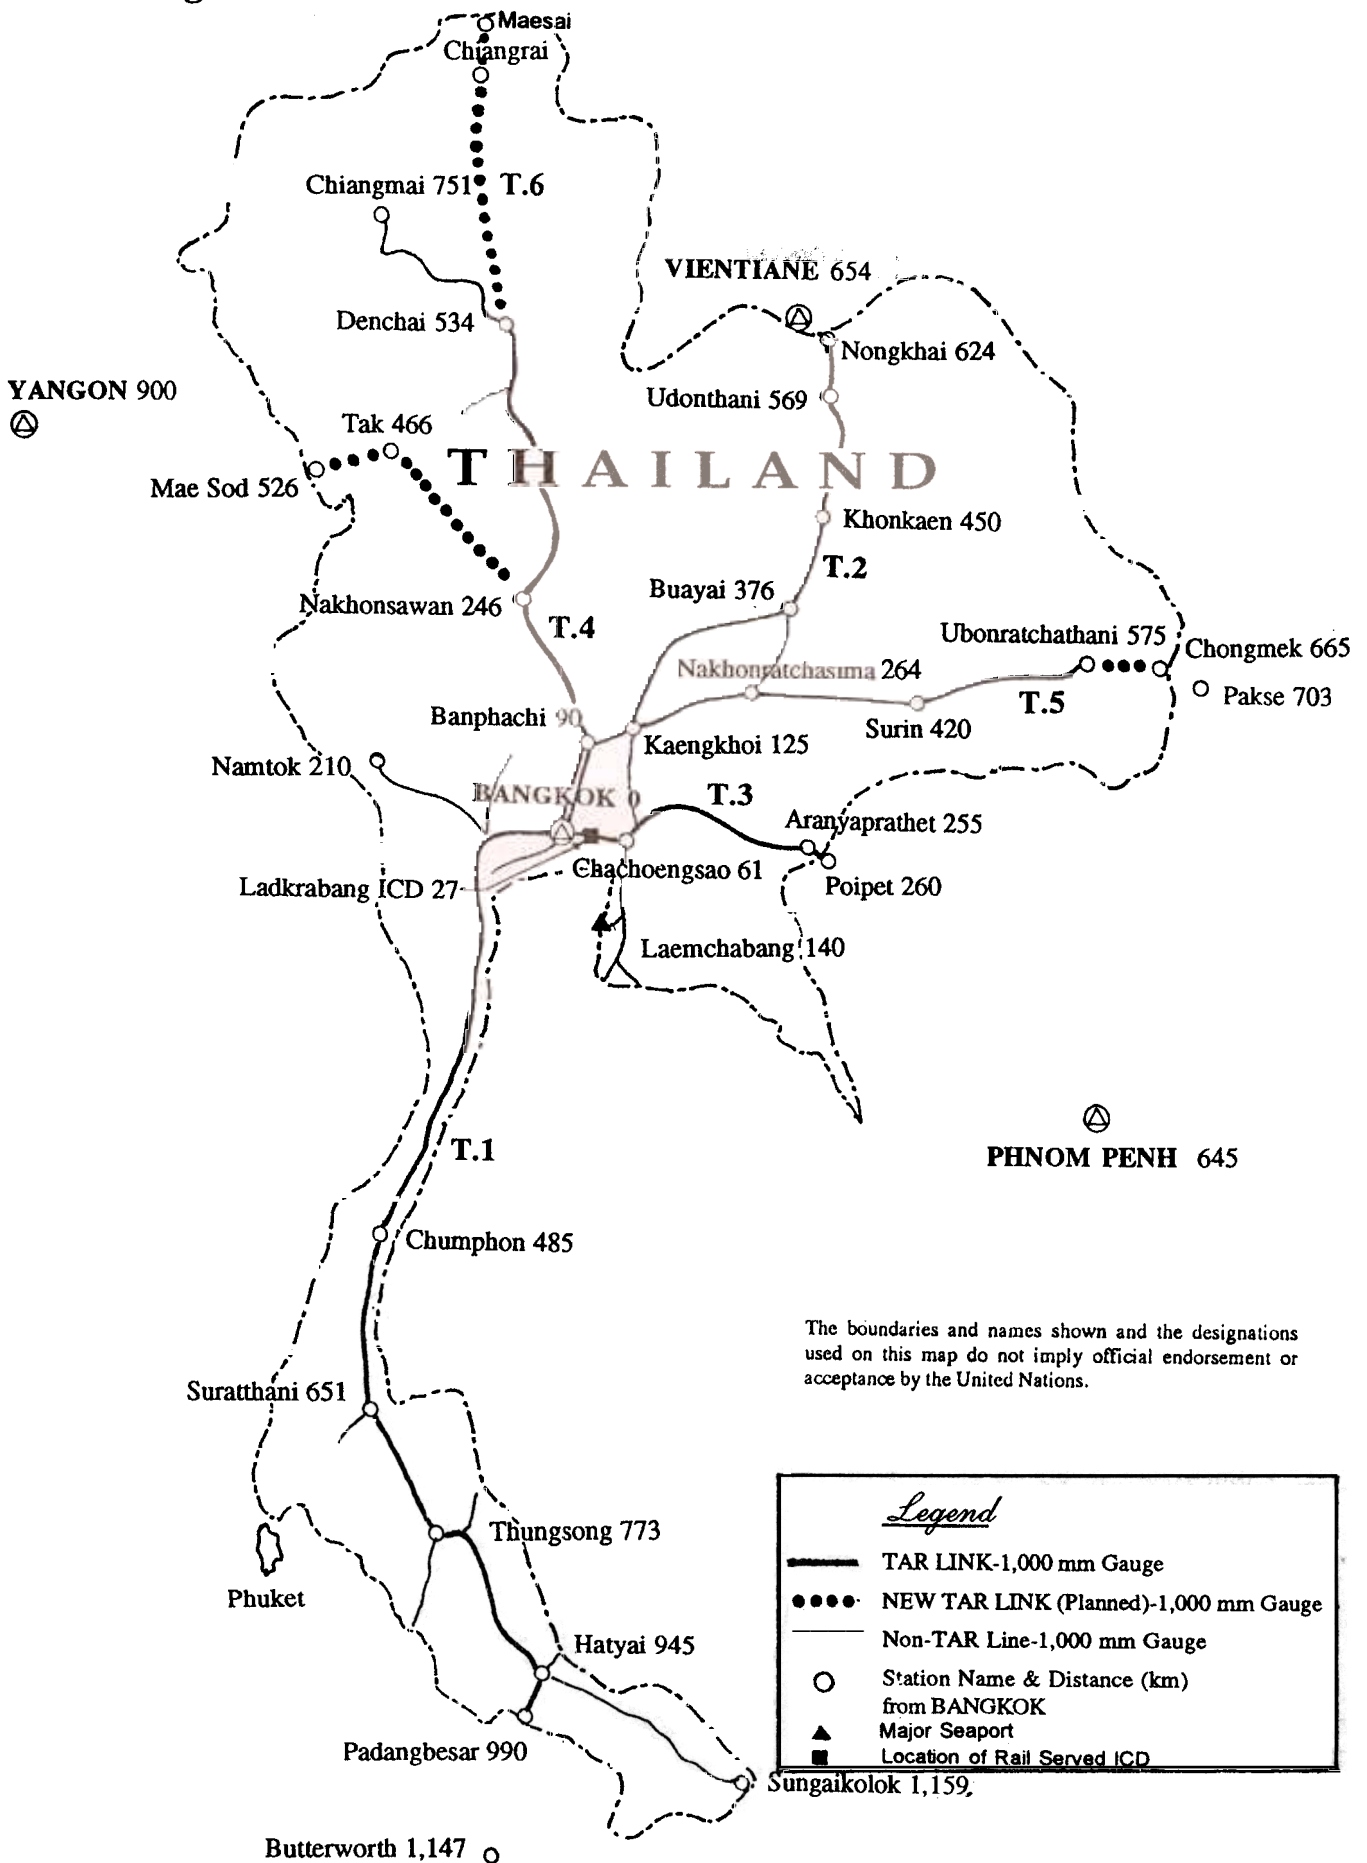 Maesai
Chiangrai
Chiangmai 751
T.6
VIENTIANE 654
Denchai 534
Nongkhai 624
YANGON 900
Udonthani 569
Tak 466
THAILAND
Mae Sod 526
Khonkaen 450
T.2
Buayai 376
Nakhonsawan 246
T.4
Ubonratchathani 575
Chongmek 665
Nakhonratchasima 264
Pakse 703
T.5
Banphachi 90
Surin 420
Kaengkhoi 125
Namtok 210
BANGKOK 0
T.3
Aranyaprathet 255
Chachoengsao 61
Ladkrabang ICD 27
Poipet 260
Laemchabang 140
T.1
PHNOM PENH 645
Chumphon 485
The boundaries and names shown and the designations
used on this map do not imply official endorsement or
acceptance by the United Nations.
Suratthani 651
Thungsong 773
Phuket
Hatyai 945
Padangbesar 990
Sungaikolok 1,159
Butterworth 1,147
Legend
TAR LINK-1,000 mm Gauge
NEW TAR LINK (Planned)-1,000 mm Gauge
Non-TAR Line-1,000 mm Gauge
Station Name & Distance (km)
from BANGKOK
Major Seaport
Location of Rail Served ICD